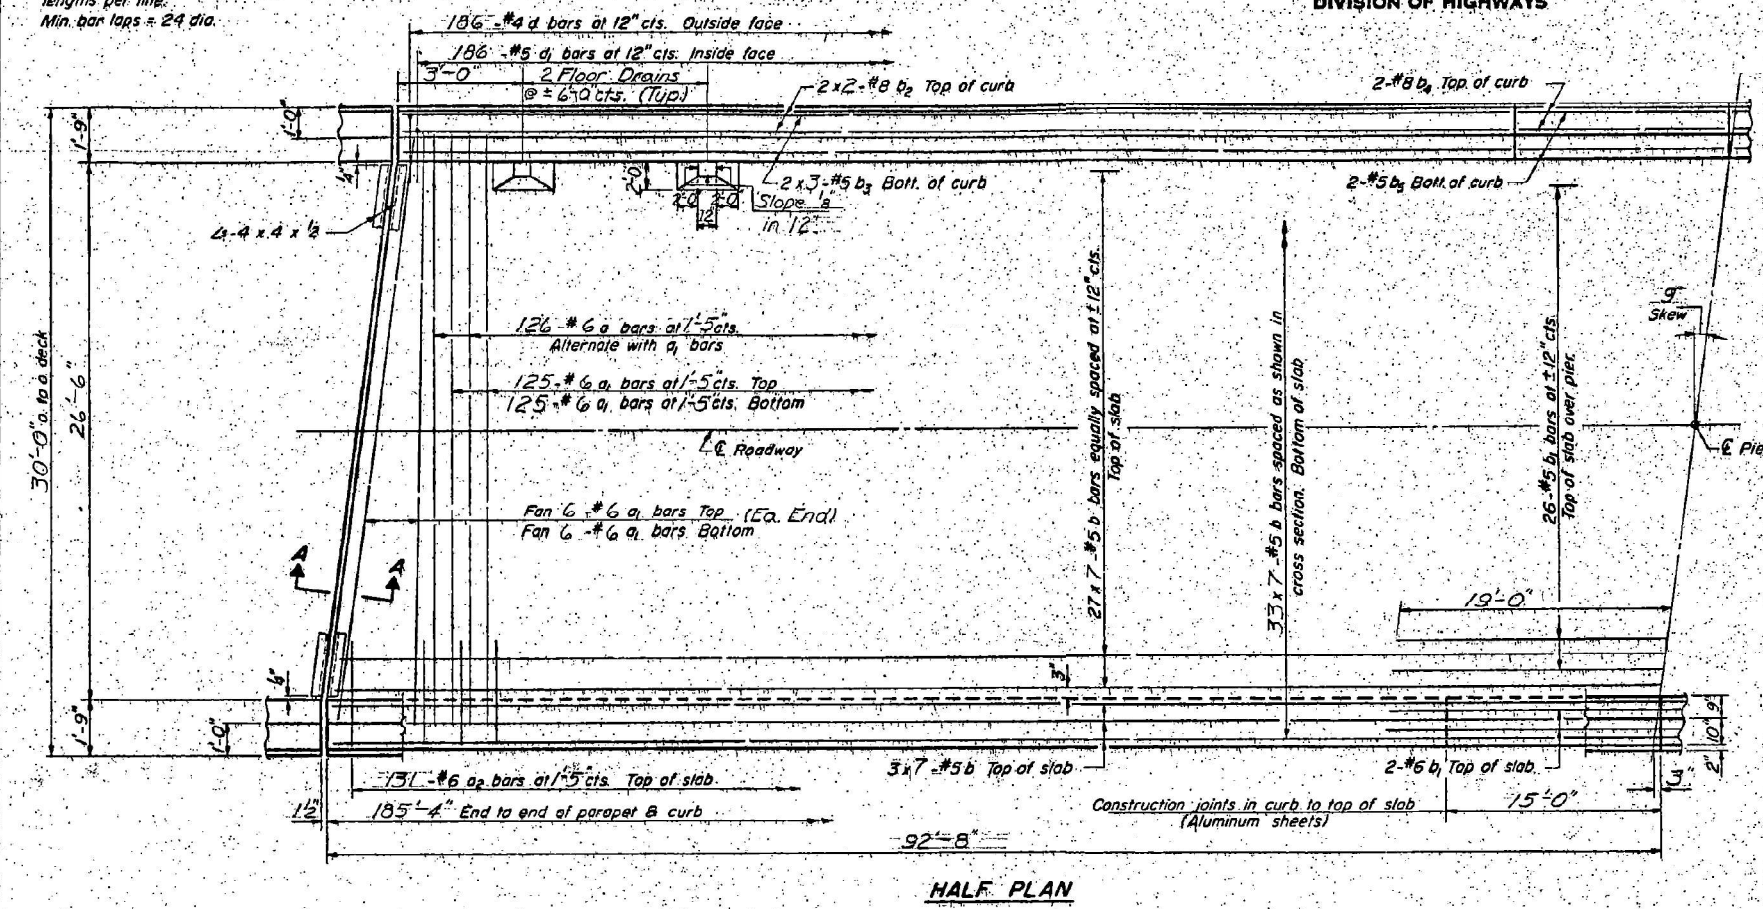 lengths per line.
Min. bar laps = 24 dia.
DIVISION OF HIGHWAYS
186 - #4 d bars at 12" cts. Outside face
186 - #5 d₁ bars at 12" cts. Inside face
3'-0"
2 Floor Drains
@ ± 6'-0" cts. (Typ.)
2 x 2 - #8 b₂ Top of curb
2 - #8 b₄ Top of curb
1'-9"
1'-0"
2 x 3 - #5 b₃ Bott. of curb
2 - #5 b₅ Bott. of curb
2'-0"
2'-0" 2'-0"
12"
Slope ⅛
in 12"
4 x 4 x ½
9°
Skew
30'-0" o. to o. deck
26'-6"
126 - #6 a bars at 1'-5" cts.
Alternate with a₁ bars
125 - #6 a₁ bars at 1'-5" cts. Top
125 - #6 a₁ bars at 1'-5" cts. Bottom
℄ Roadway
℄ Pie
27 x 7 - #5 b bars equally spaced at ± 12" cts.
Top of slab
33 x 7 - #5 b bars spaced as shown in
cross section. Bottom of slab
26 - #5 b₁ bars at ± 12" cts.
Top of slab over pier.
Fan 6 - #6 a₁ bars Top (Ea. End)
Fan 6 - #6 a₁ bars Bottom
A
A
19'-0"
3"
1'-9"
1'-0"
9"
10"
2"
131 - #6 a₂ bars at 1'-5" cts. Top of slab
3 x 7 - #5 b Top of slab
2 - #6 b₁ Top of slab
3"
1½"
185'-4" End to end of parapet & curb
Construction joints in curb to top of slab
(Aluminum sheets)
15'-0"
92'-8"
HALF PLAN